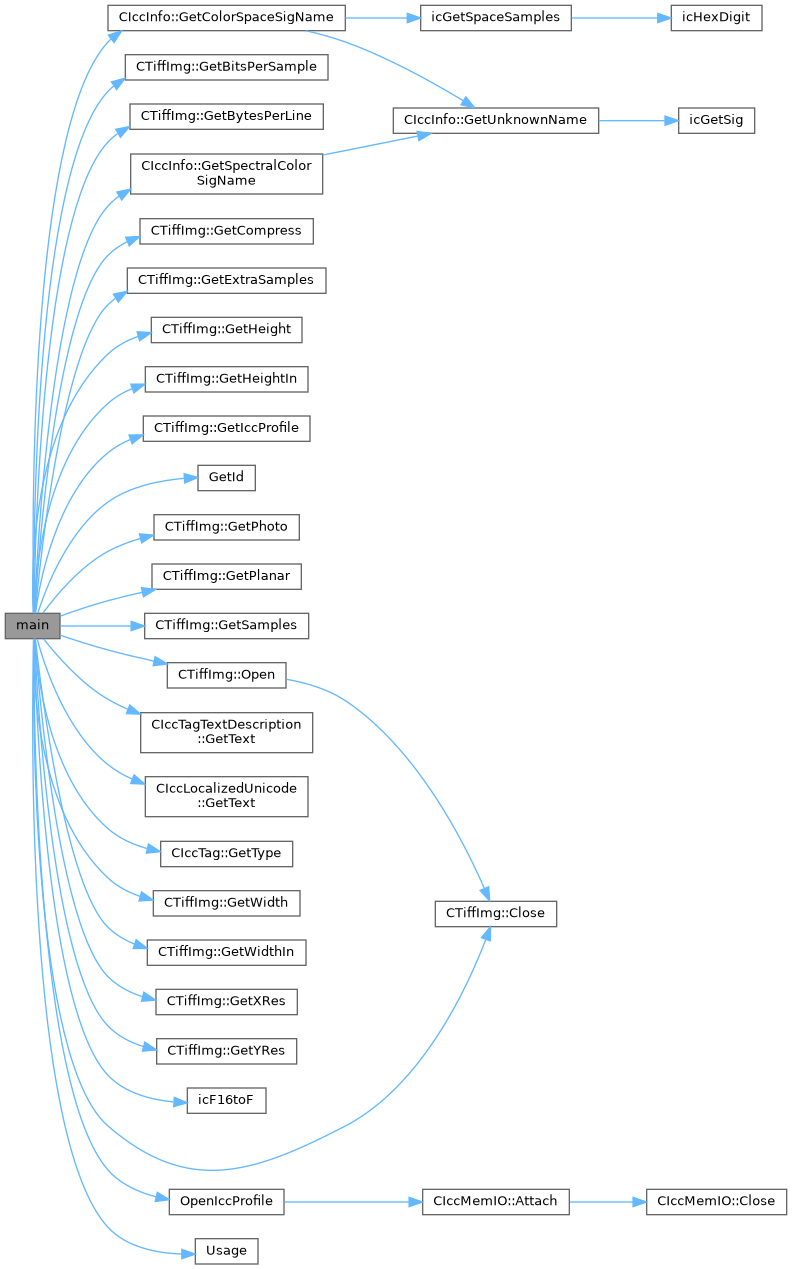 CIccInfo::GetColorSpaceSigName
icGetSpaceSamples
icHexDigit
CTiffImg::GetBitsPerSample
CTiffImg::GetBytesPerLine
CIccInfo::GetUnknownName
icGetSig
CIccInfo::GetSpectralColor
SigName
CTiffImg::GetCompress
CTiffImg::GetExtraSamples
CTiffImg::GetHeight
CTiffImg::GetHeightIn
CTiffImg::GetIccProfile
GetId
CTiffImg::GetPhoto
CTiffImg::GetPlanar
main
CTiffImg::GetSamples
CTiffImg::Open
CIccTagTextDescription
::GetText
CIccLocalizedUnicode
::GetText
CIccTag::GetType
CTiffImg::GetWidth
CTiffImg::Close
CTiffImg::GetWidthIn
CTiffImg::GetXRes
CTiffImg::GetYRes
icF16toF
OpenIccProfile
CIccMemIO::Attach
CIccMemIO::Close
Usage